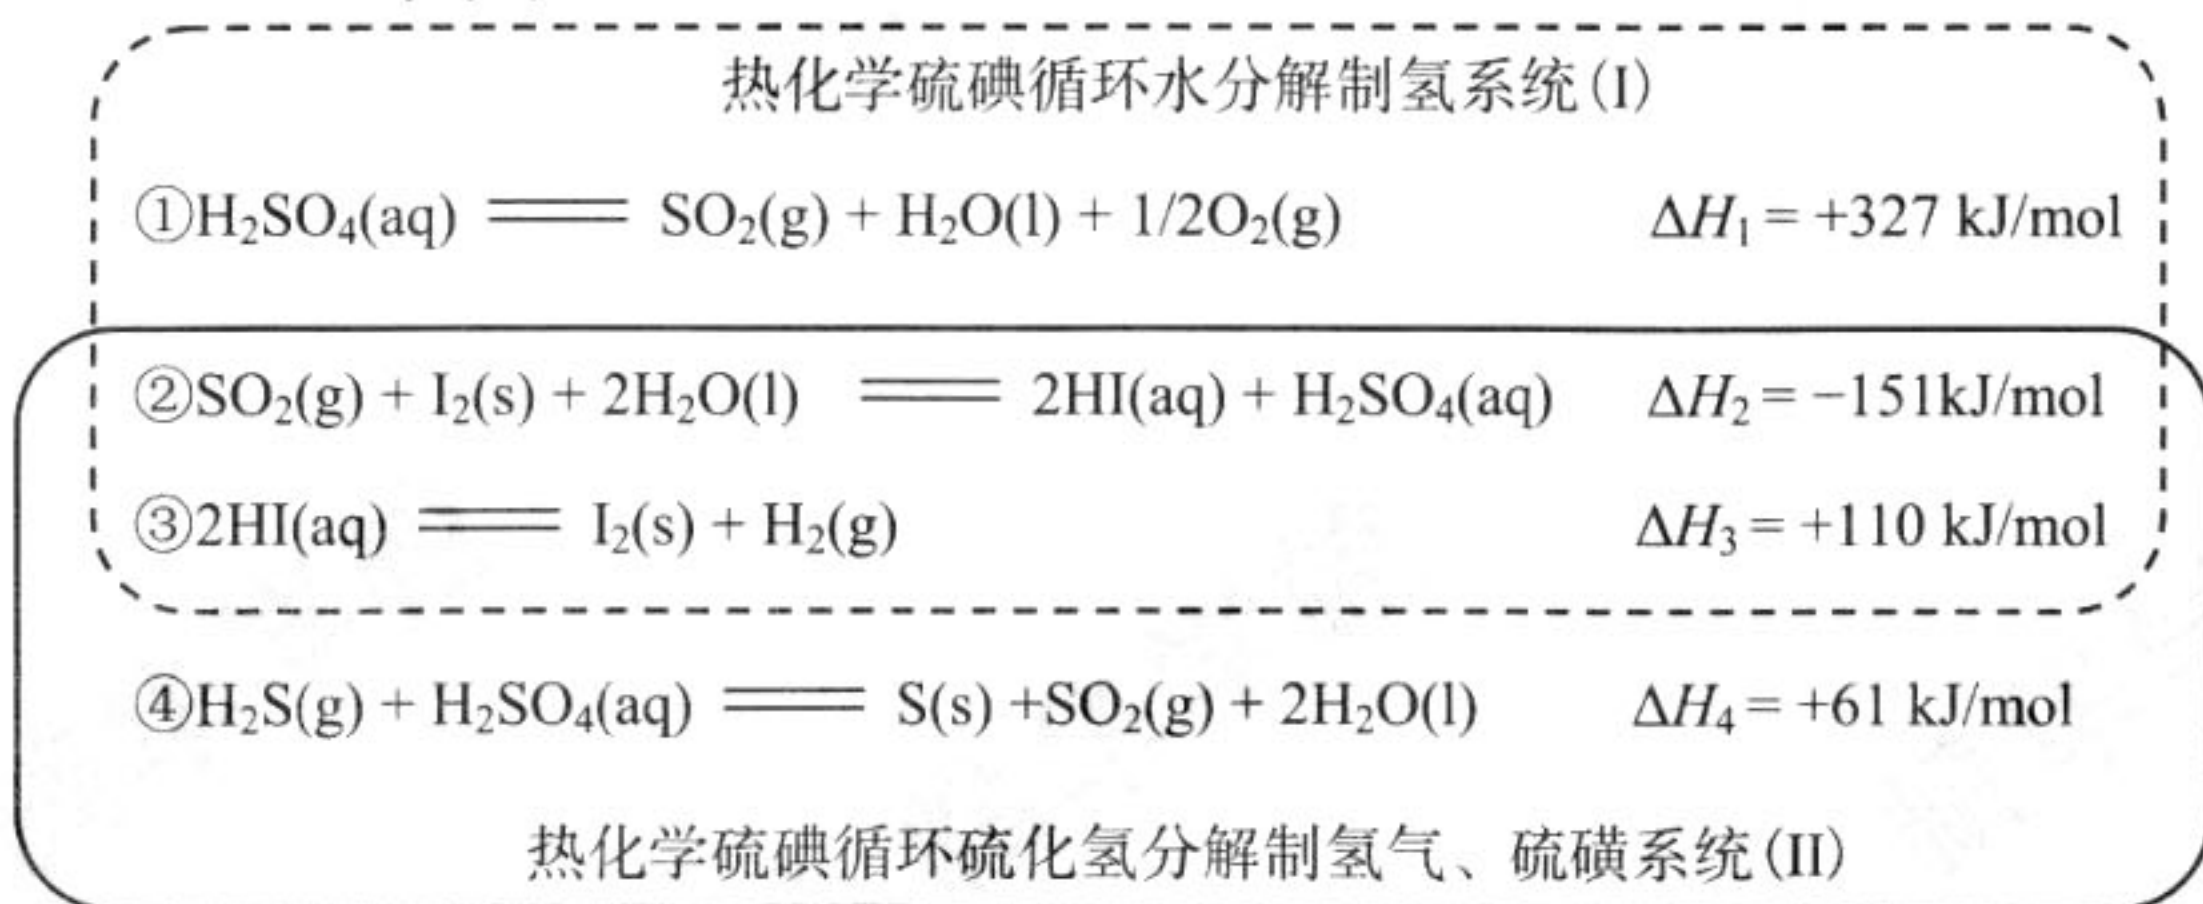 热化学硫碘循环水分解制氢系统(I)
①H₂SO₄(aq) ═══ SO₂(g) + H₂O(l) + 1/2O₂(g) ΔH₁ = +327 kJ/mol
②SO₂(g) + I₂(s) + 2H₂O(l) ═══ 2HI(aq) + H₂SO₄(aq) ΔH₂ = −151kJ/mol
③2HI(aq) ═══ I₂(s) + H₂(g) ΔH₃ = +110 kJ/mol
④H₂S(g) + H₂SO₄(aq) ═══ S(s) +SO₂(g) + 2H₂O(l) ΔH₄ = +61 kJ/mol
热化学硫碘循环硫化氢分解制氢气、硫磺系统(II)